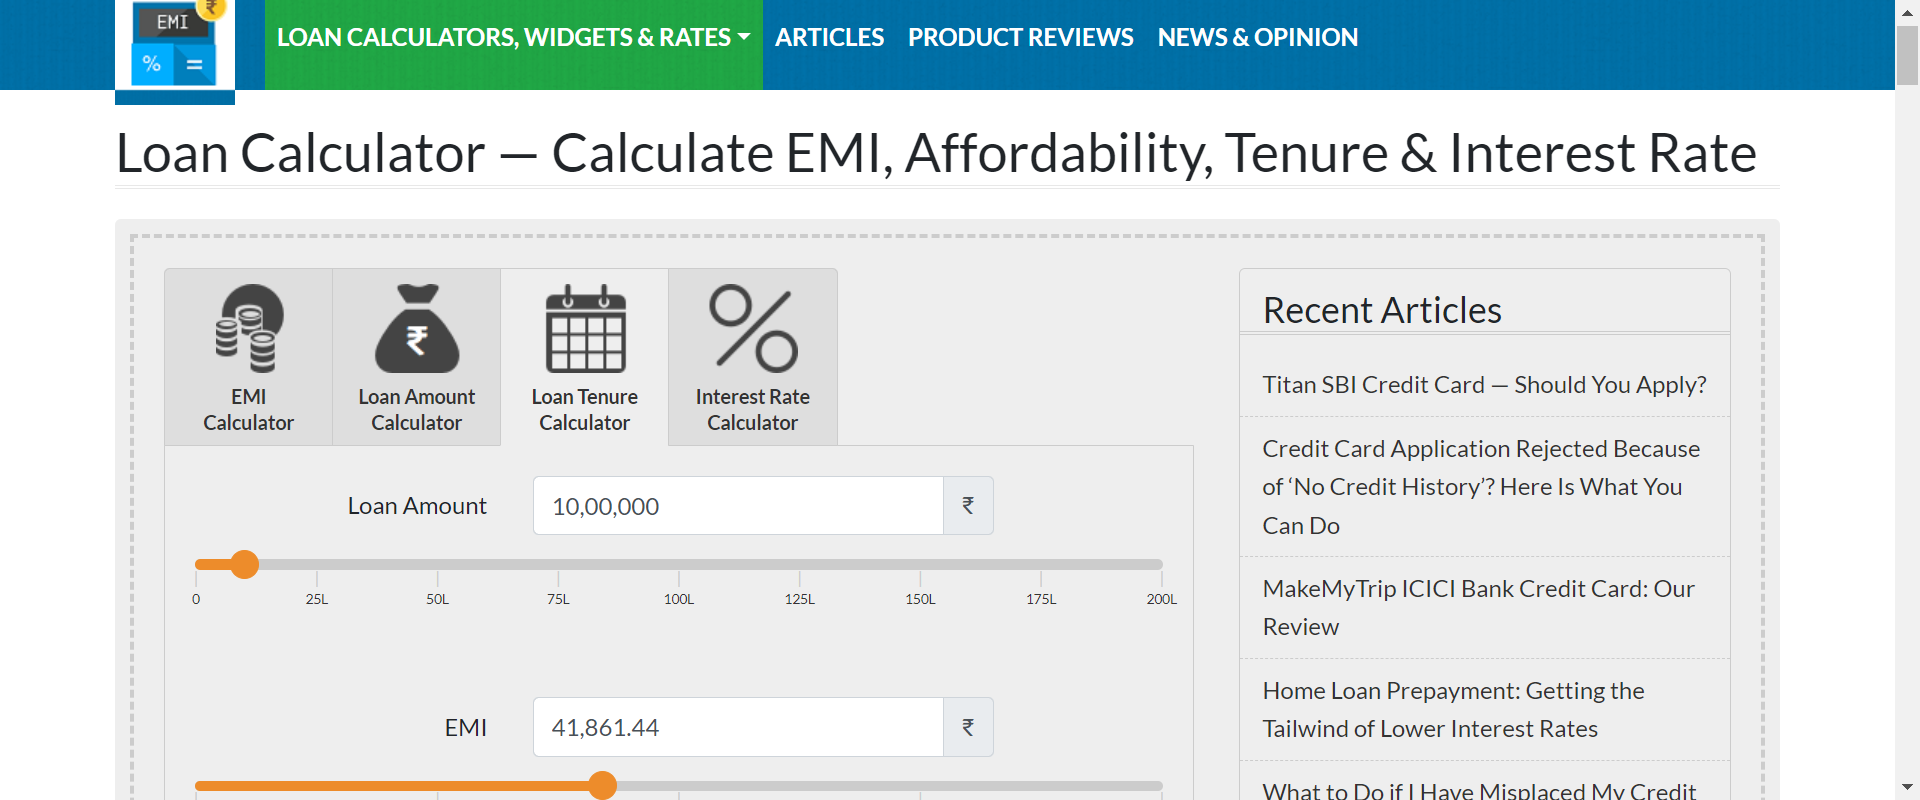 EMI
₹
% =
LOAN CALCULATORS, WIDGETS & RATES
ARTICLES
PRODUCT REVIEWS
NEWS & OPINION
Loan Calculator — Calculate EMI, Affordability, Tenure & Interest Rate
EMI
Calculator
₹
Loan Amount
Calculator
Loan Tenure
Calculator
Interest Rate
Calculator
Loan Amount
10,00,000
₹
0 25L 50L 75L 100L 125L 150L 175L 200L
EMI
41,861.44
₹
Recent Articles
Titan SBI Credit Card — Should You Apply?
Credit Card Application Rejected Because
of ‘No Credit History’? Here Is What You
Can Do
MakeMyTrip ICICI Bank Credit Card: Our
Review
Home Loan Prepayment: Getting the
Tailwind of Lower Interest Rates
What to Do if I Have Misplaced My Credit